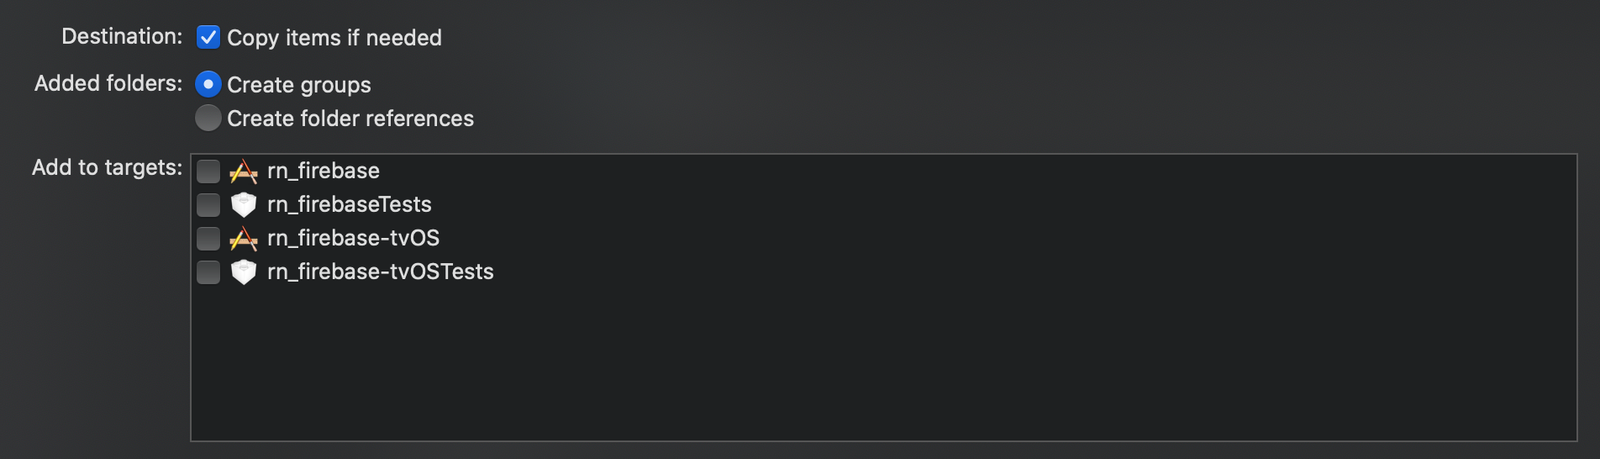 Destination: Copy items if needed
Added folders: Create groups
Create folder references
Add to targets: rn_firebase
rn_firebaseTests
rn_firebase-tvOS
rn_firebase-tvOSTests